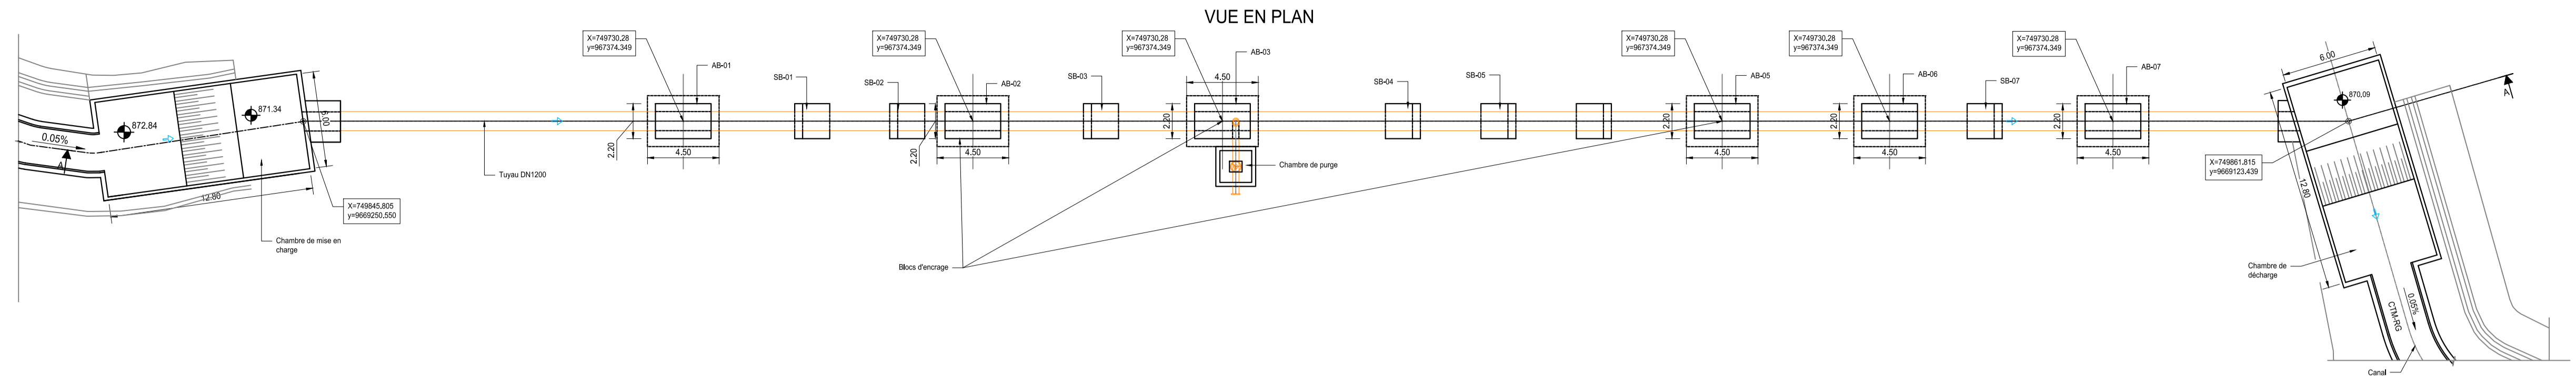 VUE EN PLAN
X=749730,28
y=967374.349
X=749730,28
y=967374.349
X=749730,28
y=967374.349
X=749730,28
y=967374.349
X=749730,28
y=967374.349
X=749730,28
y=967374.349
AB-01
SB-01
SB-02
AB-02
SB-03
4.50
AB-03
SB-04
SB-05
AB-05
AB-06
SB-07
AB-07
6.00
A
871.34
872,84
0.05%
A
6.00
12.80
2.20
4.50
2.20
4.50
2.20
2.20
4.50
2.20
4.50
2.20
4.50
870,09
Tuyau DN1200
Chambre de purge
X=749845,805
y=9669250,550
X=749861.815
y=9669123.439
12.80
Chambre de mise en
charge
Blocs d'encrage
Chambre de
décharge
CTM-RG
0.05%
Canal